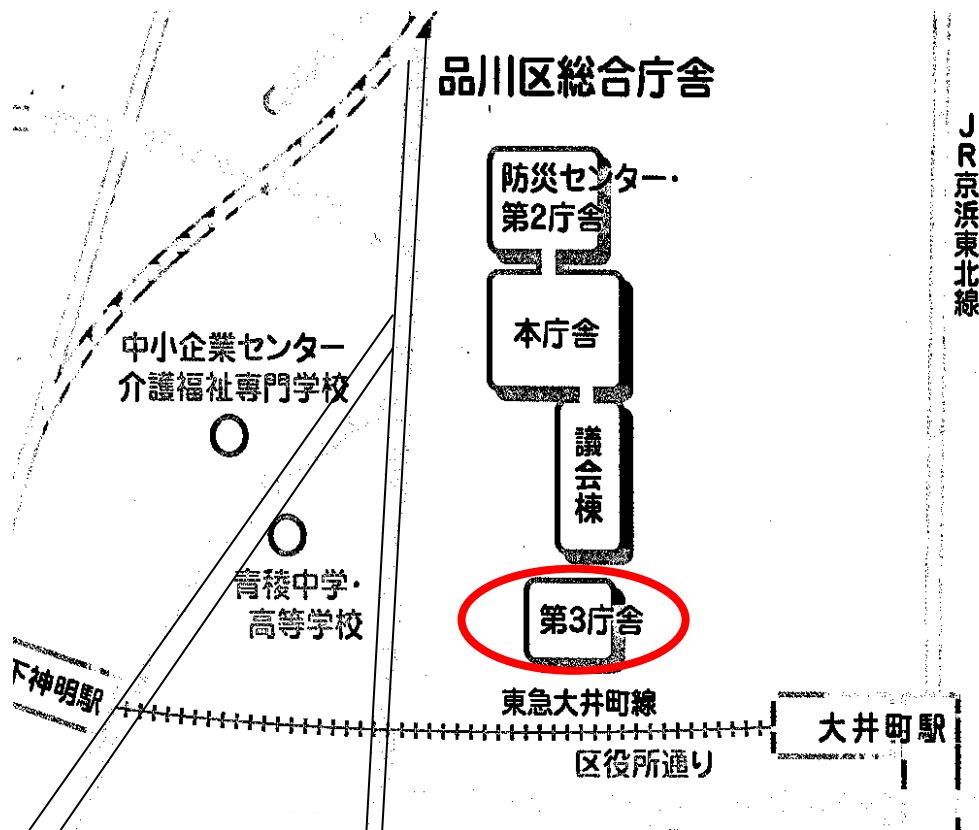 品川区総合庁舎
防災センター・
第2庁舎
JR京浜東北線
本庁舎
中小企業センター
介護福祉専門学校
議会棟
青稜中学・
高等学校
第3庁舎
下神明駅
東急大井町線
大井町駅
区役所通り